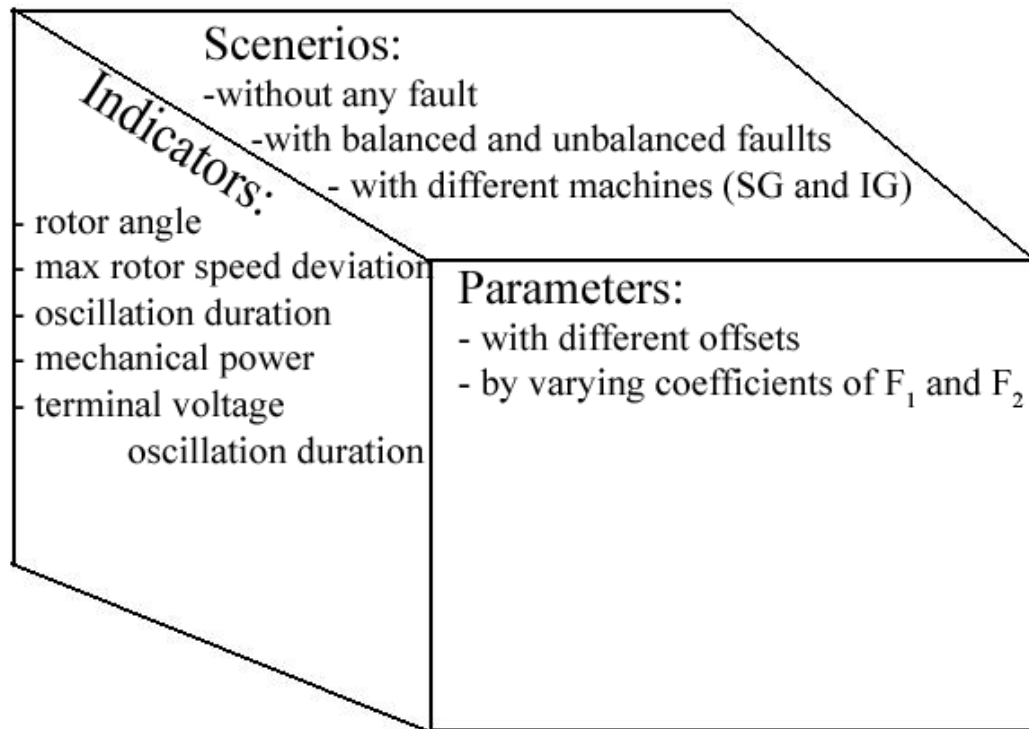 Scenerios:
-without any fault
-with balanced and unbalanced faullts
- with different machines (SG and IG)
Indicators:
- rotor angle
- max rotor speed deviation
- oscillation duration
- mechanical power
- terminal voltage
oscillation duration
Parameters:
- with different offsets
- by varying coefficients of F₁ and F₂